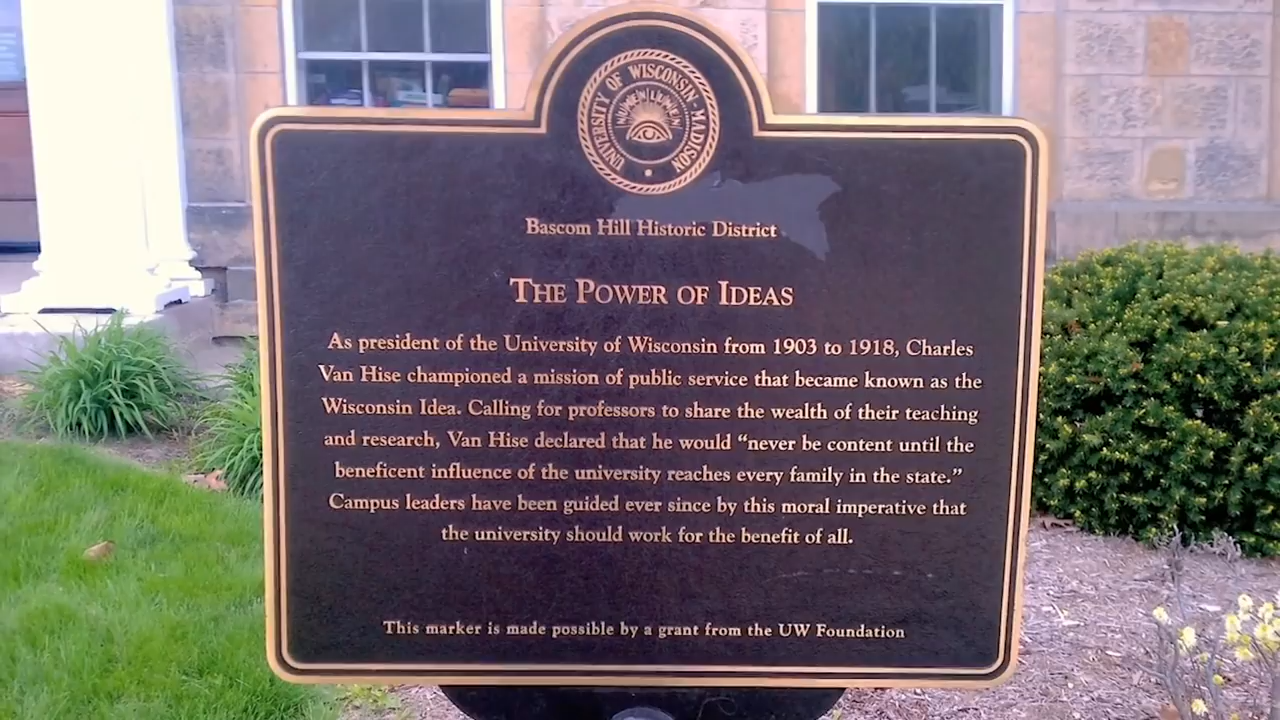 UNIVERSITY OF WISCONSIN-MADISON
NUMEN LUMEN
Bascom Hill Historic District
THE POWER OF IDEAS
As president of the University of Wisconsin from 1903 to 1918, Charles
Van Hise championed a mission of public service that became known as the
Wisconsin Idea. Calling for professors to share the wealth of their teaching
and research, Van Hise declared that he would “never be content until the
beneficent influence of the university reaches every family in the state.”
Campus leaders have been guided ever since by this moral imperative that
the university should work for the benefit of all.
This marker is made possible by a grant from the UW Foundation